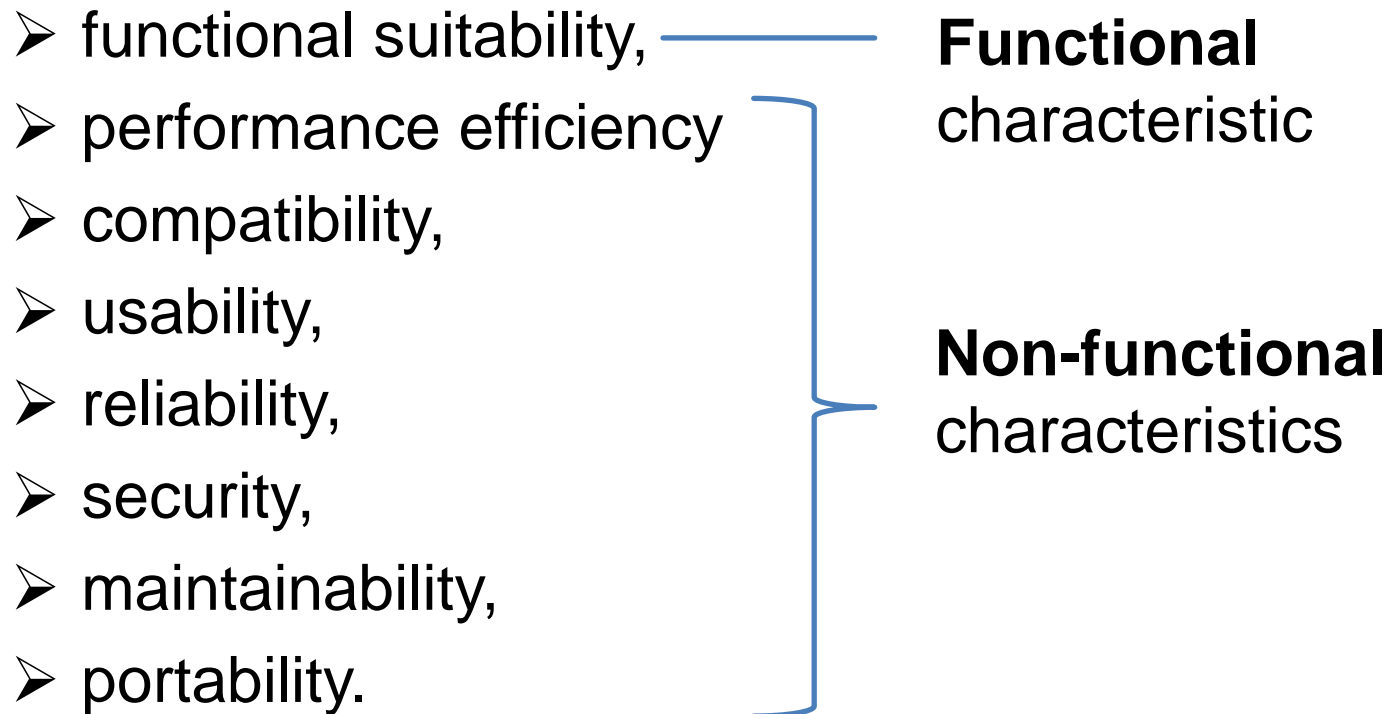 ➢ functional suitability,
➢ performance efficiency
➢ compatibility,
➢ usability,
➢ reliability,
➢ security,
➢ maintainability,
➢ portability.
Functional
characteristic
Non-functional
characteristics